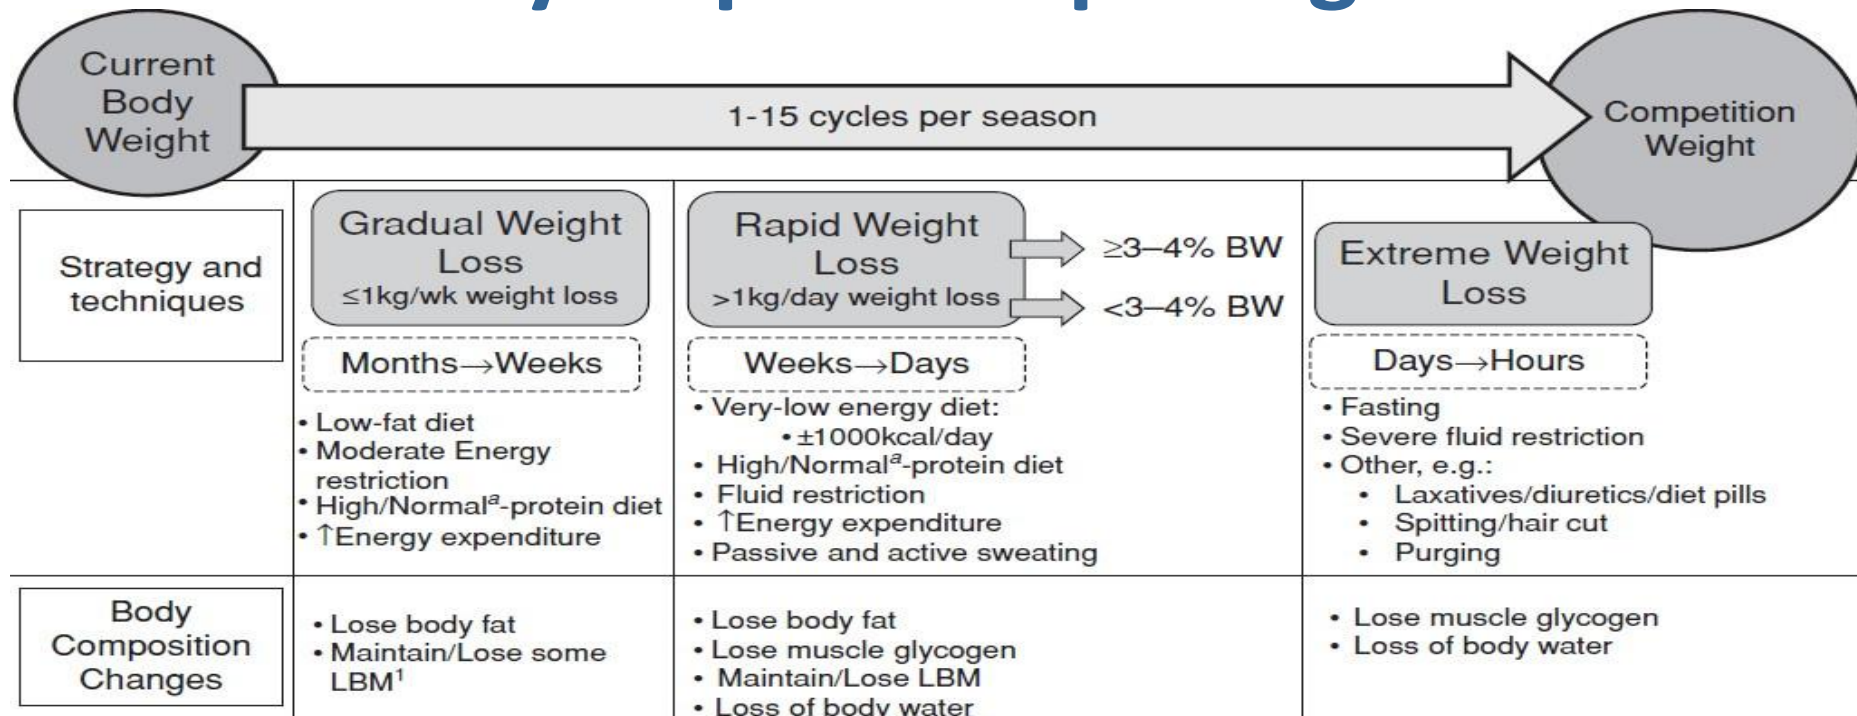 Current
Body
Weight
1-15 cycles per season
Competition
Weight
Strategy and
techniques
Gradual Weight
Loss
≤1kg/wk weight loss
Months→Weeks
• Low-fat diet
• Moderate Energy
restriction
• High/Normalᵃ-protein diet
• ↑Energy expenditure
Rapid Weight
Loss
>1kg/day weight loss
≥3–4% BW
<3–4% BW
Weeks→Days
• Very-low energy diet:
• ±1000kcal/day
• High/Normalᵃ-protein diet
• Fluid restriction
• ↑Energy expenditure
• Passive and active sweating
Extreme Weight
Loss
Days→Hours
• Fasting
• Severe fluid restriction
• Other, e.g.:
• Laxatives/diuretics/diet pills
• Spitting/hair cut
• Purging
Body
Composition
Changes
• Lose body fat
• Maintain/Lose some
LBM¹
• Lose body fat
• Lose muscle glycogen
• Maintain/Lose LBM
• Loss of body water
• Lose muscle glycogen
• Loss of body water